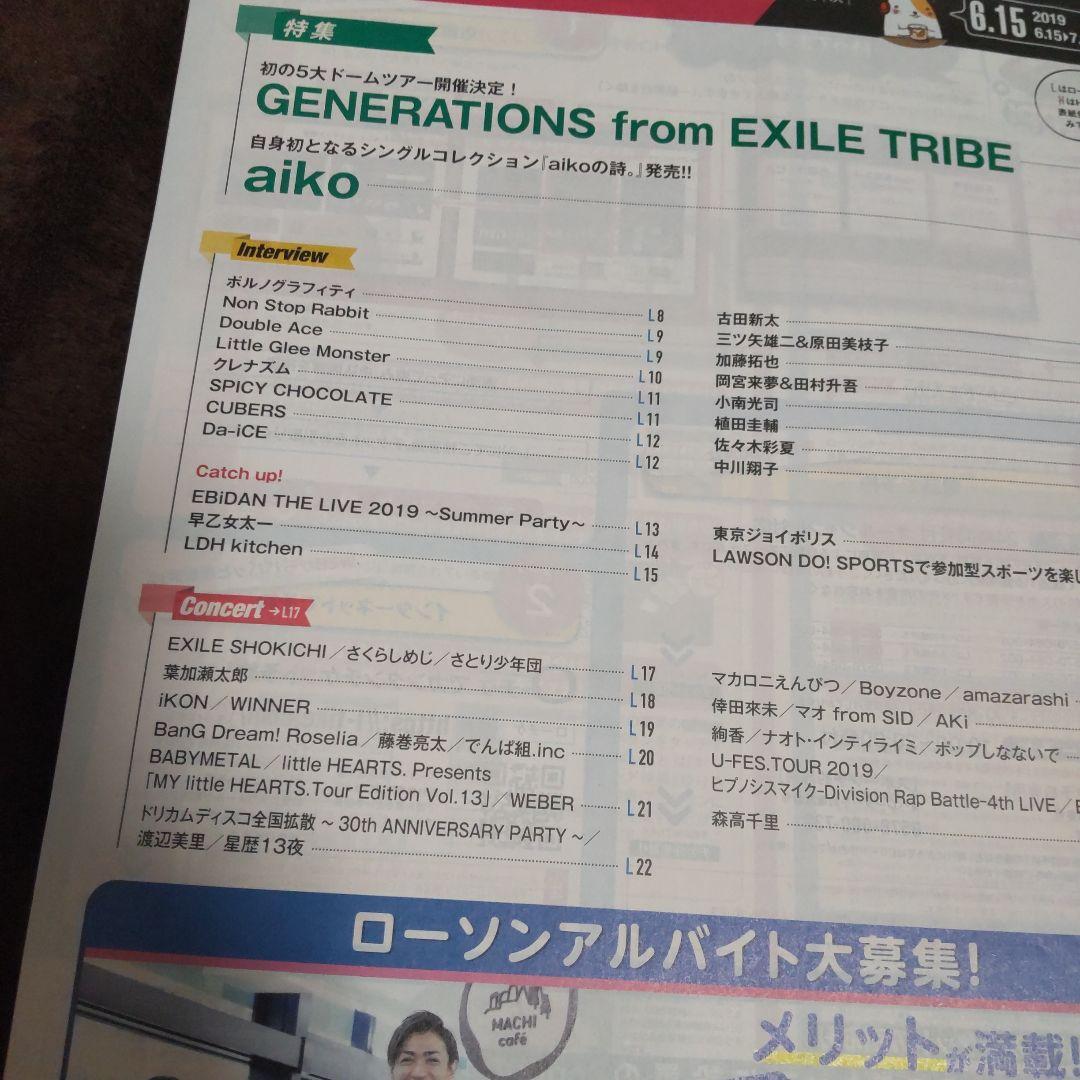 6.15 2019
特集
初の5大ドームツアー開催決定！
GENERATIONS from EXILE TRIBE
自身初となるシングルコレクション『aikoの詩。』発売!!
aiko
Interview
ポルノグラフィティ L8
Non Stop Rabbit L9
Double Ace L9
Little Glee Monster L10
クレナズム L11
SPICY CHOCOLATE L11
CUBERS L12
Da-iCE L12
古田新太
三ツ矢雄二&原田美枝子
加藤拓也
岡宮来夢&田村升吾
小南光司
植田圭輔
佐々木彩夏
中川翔子
Catch up!
EBiDAN THE LIVE 2019 ～Summer Party～ L13
早乙女太一 L14
LDH kitchen L15
東京ジョイポリス
LAWSON DO! SPORTSで参加型スポーツを楽し
Concert →L17
EXILE SHOKICHI／さくらしめじ／さとり少年団 L17
葉加瀬太郎 L18
iKON／WINNER L19
BanG Dream! Roselia／藤巻亮太／でんぱ組.inc L20
BABYMETAL／little HEARTS. Presents
「MY little HEARTS.Tour Edition Vol.13」／WEBER L21
ドリカムディスコ全国拡散 ～ 30th ANNIVERSARY PARTY ～／
渡辺美里／星歴13夜 L22
マカロニえんぴつ／Boyzone／amazarashi
倖田來未／マオ from SID／AKi
絢香／ナオト・インティライミ／ポップしなないで
U-FES.TOUR 2019／
ヒプノシスマイク-Division Rap Battle-4th LIVE／
森高千里
ローソンアルバイト大募集!
MACHI
café
メリットが満載!